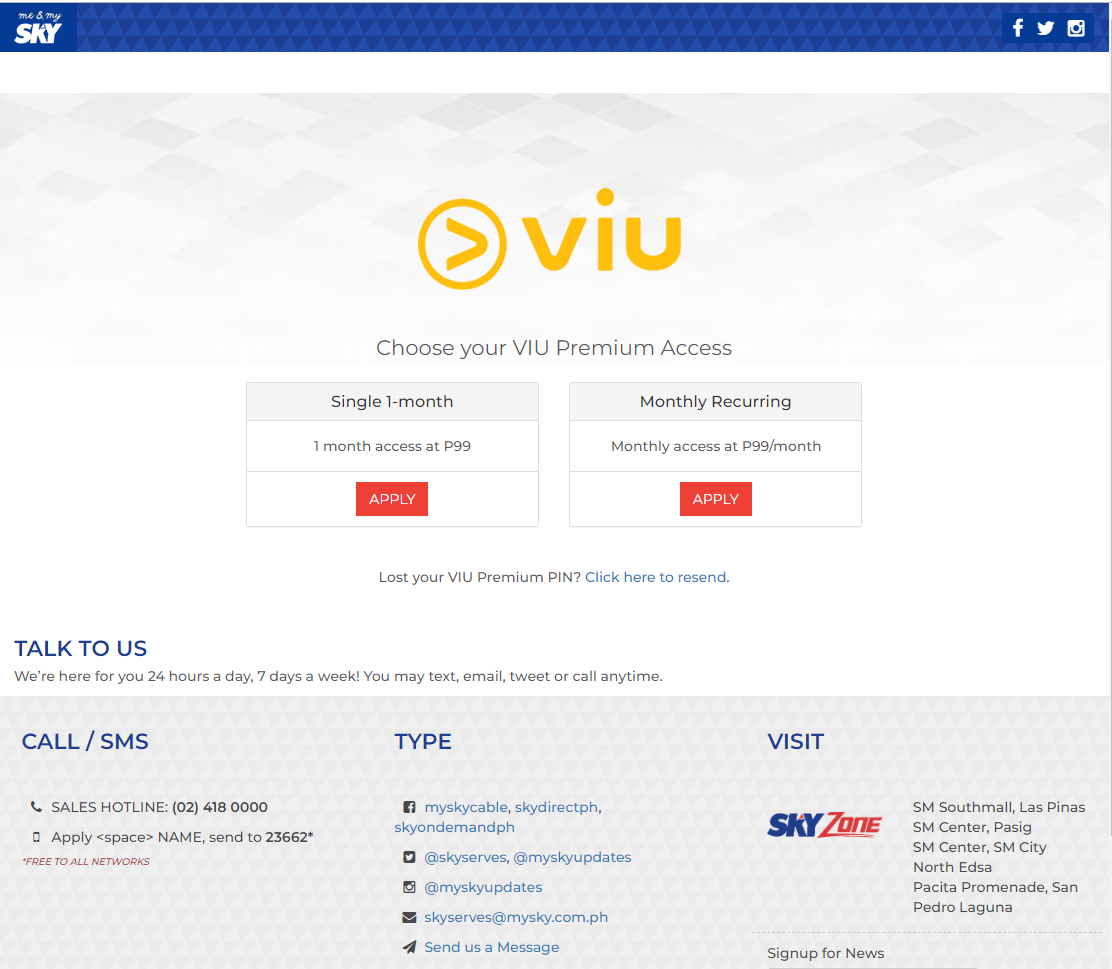 me & my
SKY
viu
Choose your VIU Premium Access
Single 1-month
1 month access at P99
APPLY
Monthly Recurring
Monthly access at P99/month
APPLY
Lost your VIU Premium PIN? Click here to resend.
TALK TO US
We’re here for you 24 hours a day, 7 days a week! You may text, email, tweet or call anytime.
CALL / SMS
SALES HOTLINE: (02) 418 0000
Apply <space> NAME, send to 23662*
*FREE TO ALL NETWORKS
TYPE
myskycable, skydirectph,
skyondemandph
@skyserves, @myskyupdates
@myskyupdates
skyserves@mysky.com.ph
Send us a Message
VISIT
SKY ZONE
SM Southmall, Las Pinas
SM Center, Pasig
SM Center, SM City
North Edsa
Pacita Promenade, San
Pedro Laguna
Signup for News